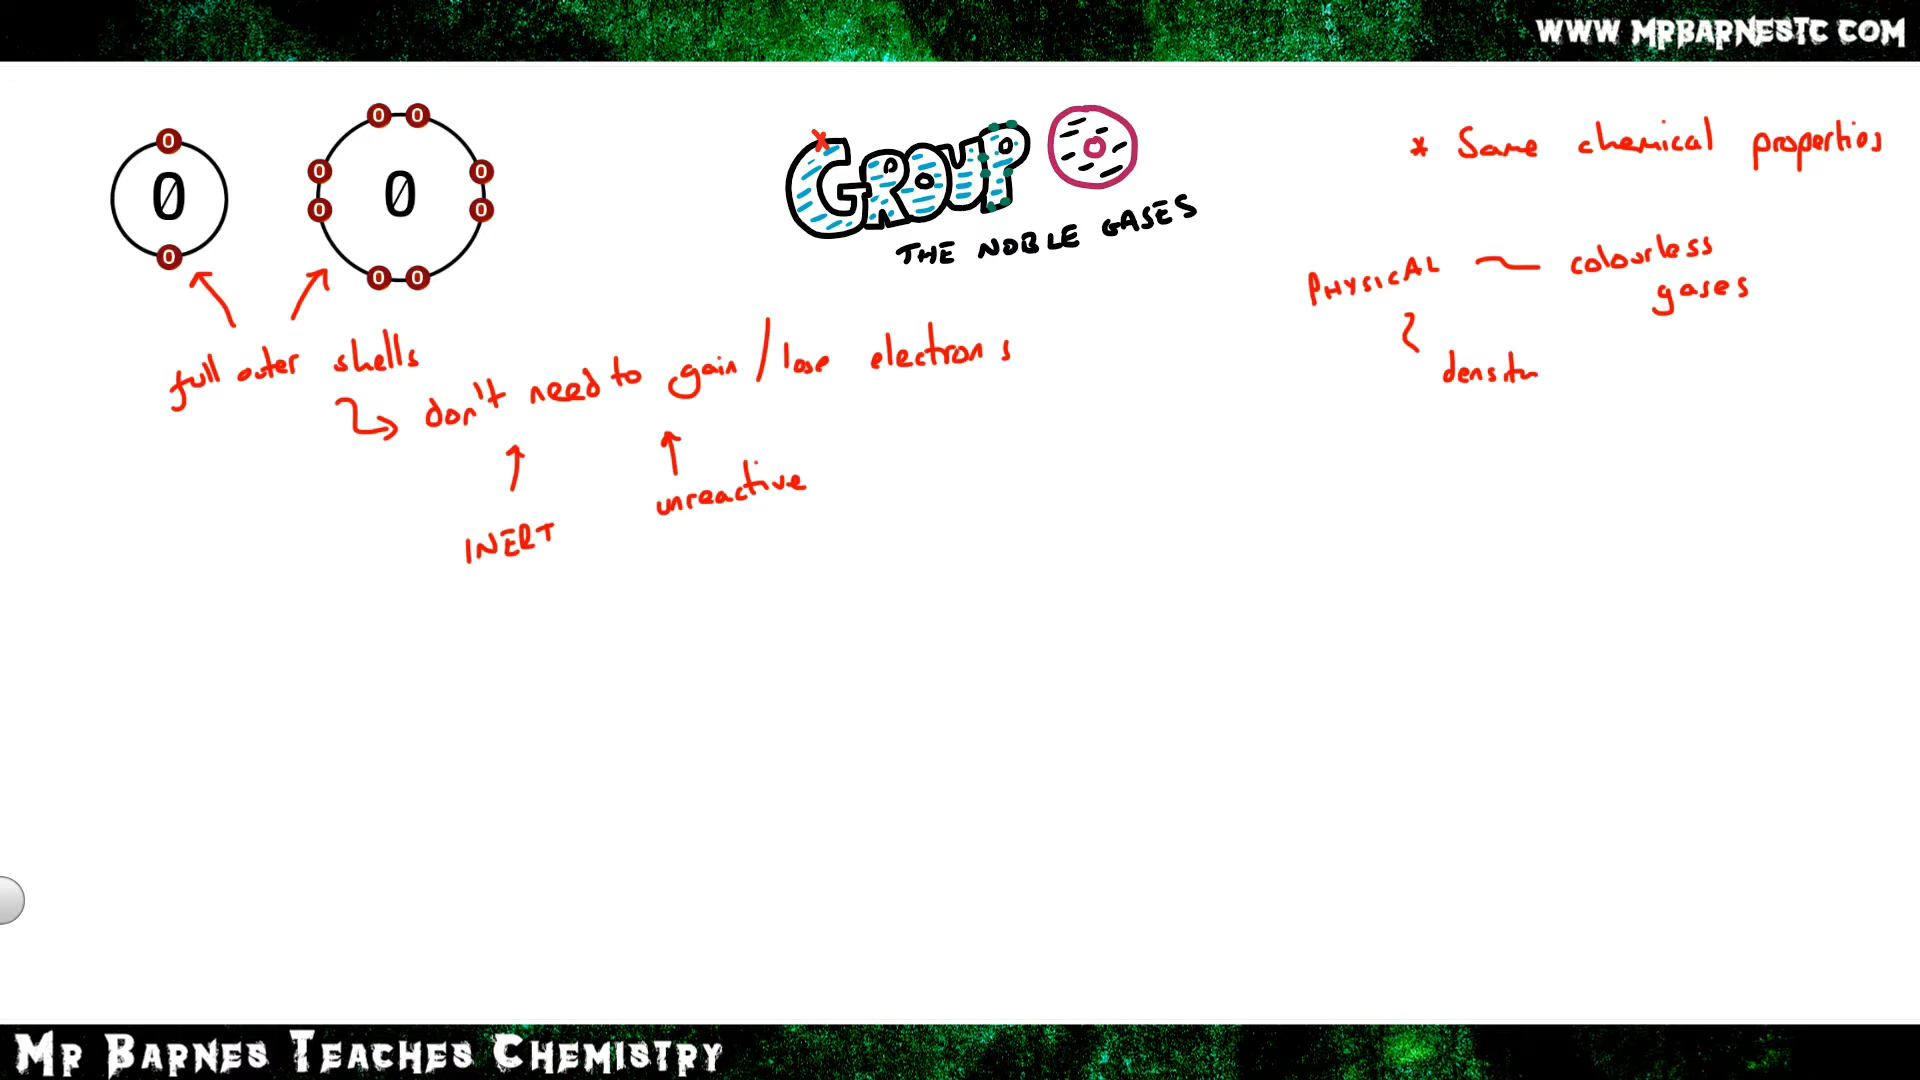 WWW MRBARNESTC COM
0
0
0
0 0
0 0
0
0 0
0
0 0
GROUP 0
THE NOBLE GASES
* Same chemical properties
PHYSICAL
colourless
gases
densit
full outer shells
don't need to gain/lose electrons
INERT
unreactive
MR BARNES TEACHES CHEMISTRY